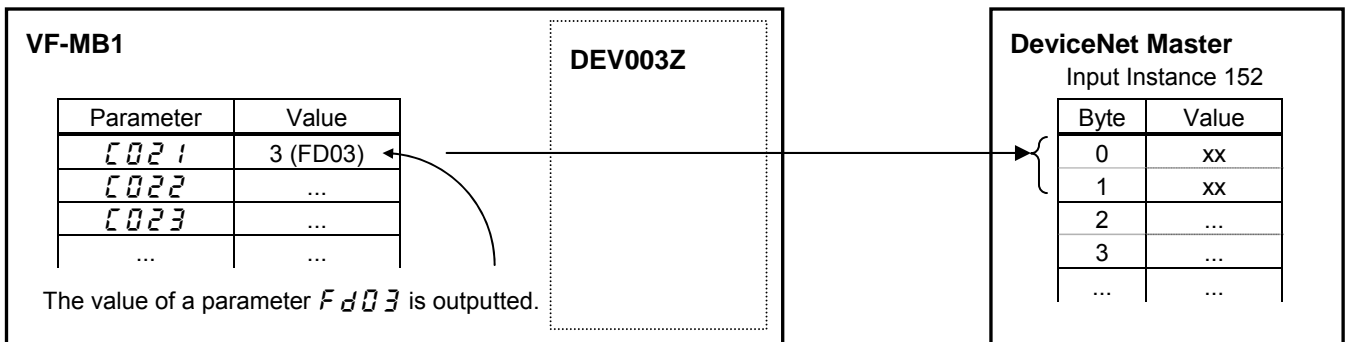 VF-MB1
DEV003Z
Parameter Value
C021 3 (FD03)
C022 ...
C023 ...
... ...
The value of a parameter Fd03 is outputted.
DeviceNet Master
Input Instance 152
Byte Value
0 xx
1 xx
2 ...
3 ...
... ...